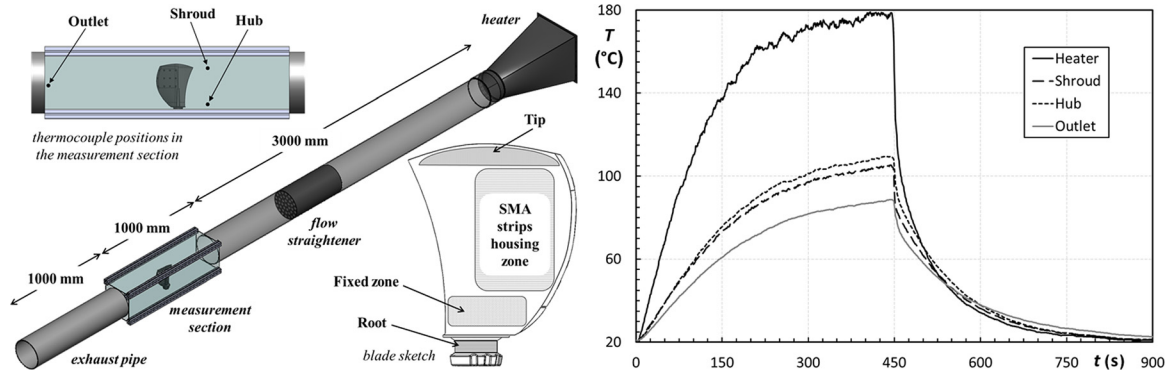 Outlet
Shroud
Hub
thermocouple positions in
the measurement section
heater
3000 mm
1000 mm
1000 mm
flow
straightener
measurement
section
exhaust pipe
Tip
SMA
strips
housing
zone
Fixed zone
Root
blade sketch
T
(°C)
180
140
100
60
20
Heater
Shroud
Hub
Outlet
0
150
300
450
600
750
t (s)
900